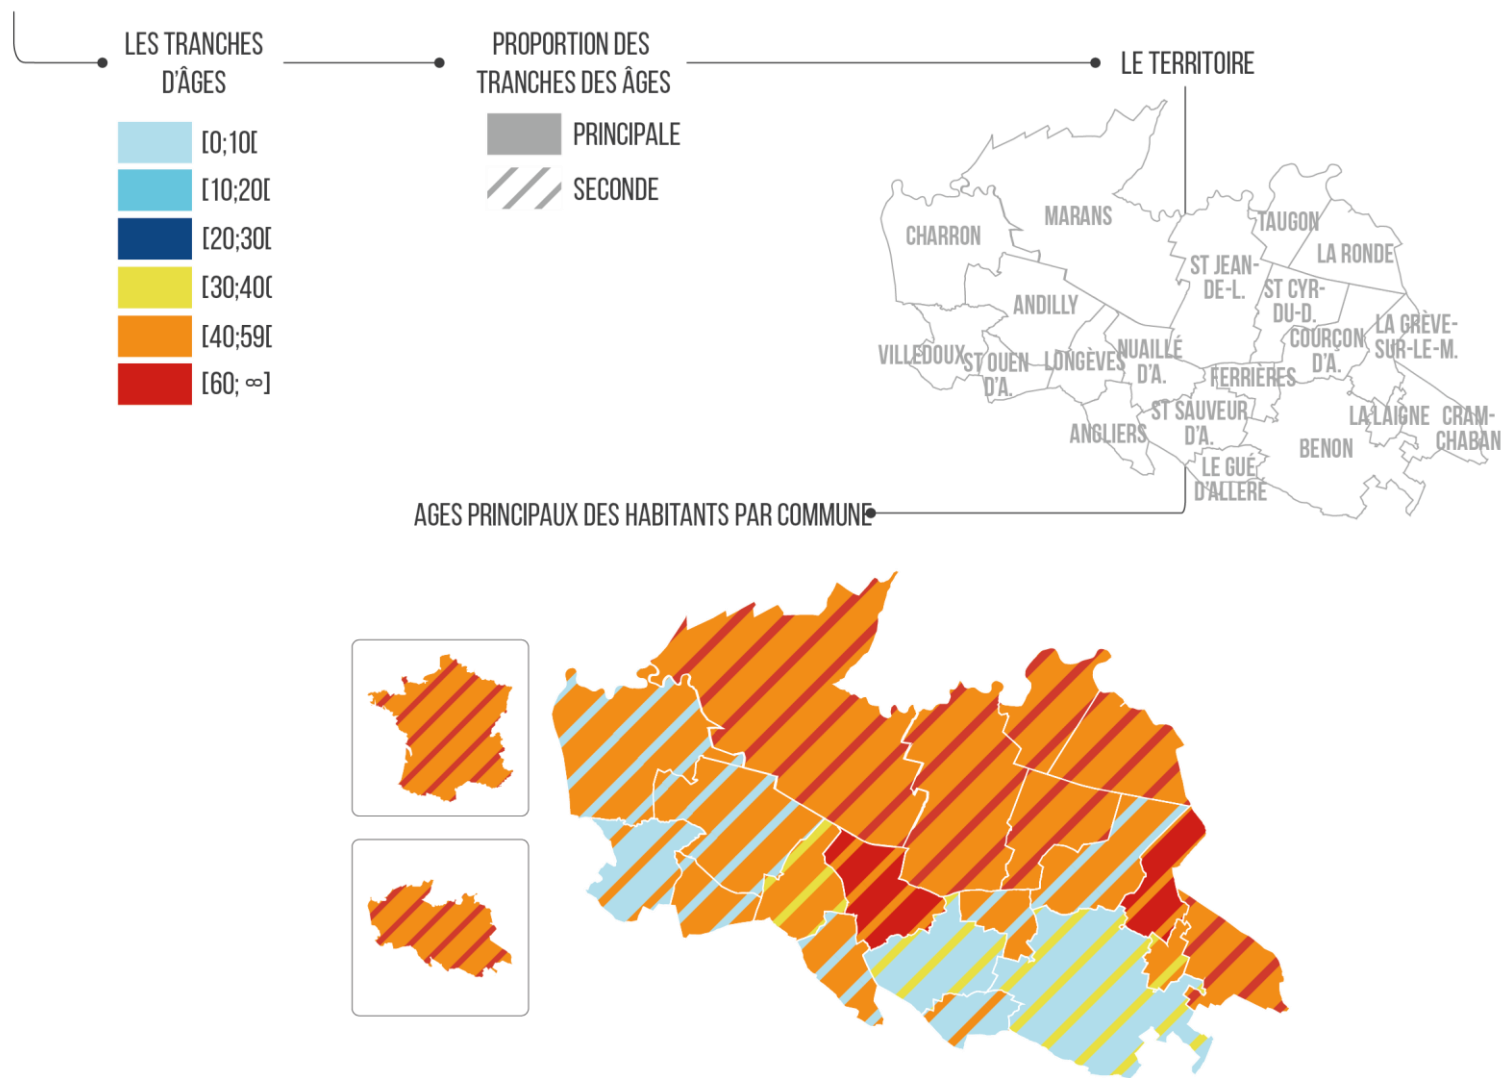 LES TRANCHES
D'ÂGES
[0;10[
[10;20[
[20;30[
[30;40[
[40;59[
[60; ∞]
PROPORTION DES
TRANCHES DES ÂGES
PRINCIPALE
SECONDE
LE TERRITOIRE
CHARRON
MARANS
TAUGON
LA RONDE
ST JEAN-
DE-L.
ST CYR-
DU-D.
ANDILLY
LA GRÈVE-
SUR-LE-M.
COURÇON
D'A.
VILLEDOUX
ST OUEN
D'A.
LONGÈVES
NUAILLÉ
D'A.
FERRIÈRES
ANGLIERS
ST SAUVEUR
D'A.
LA LAIGNE
CRAM-
CHABAN
BENON
LE GUÉ
D'ALLERÉ
AGES PRINCIPAUX DES HABITANTS PAR COMMUNE